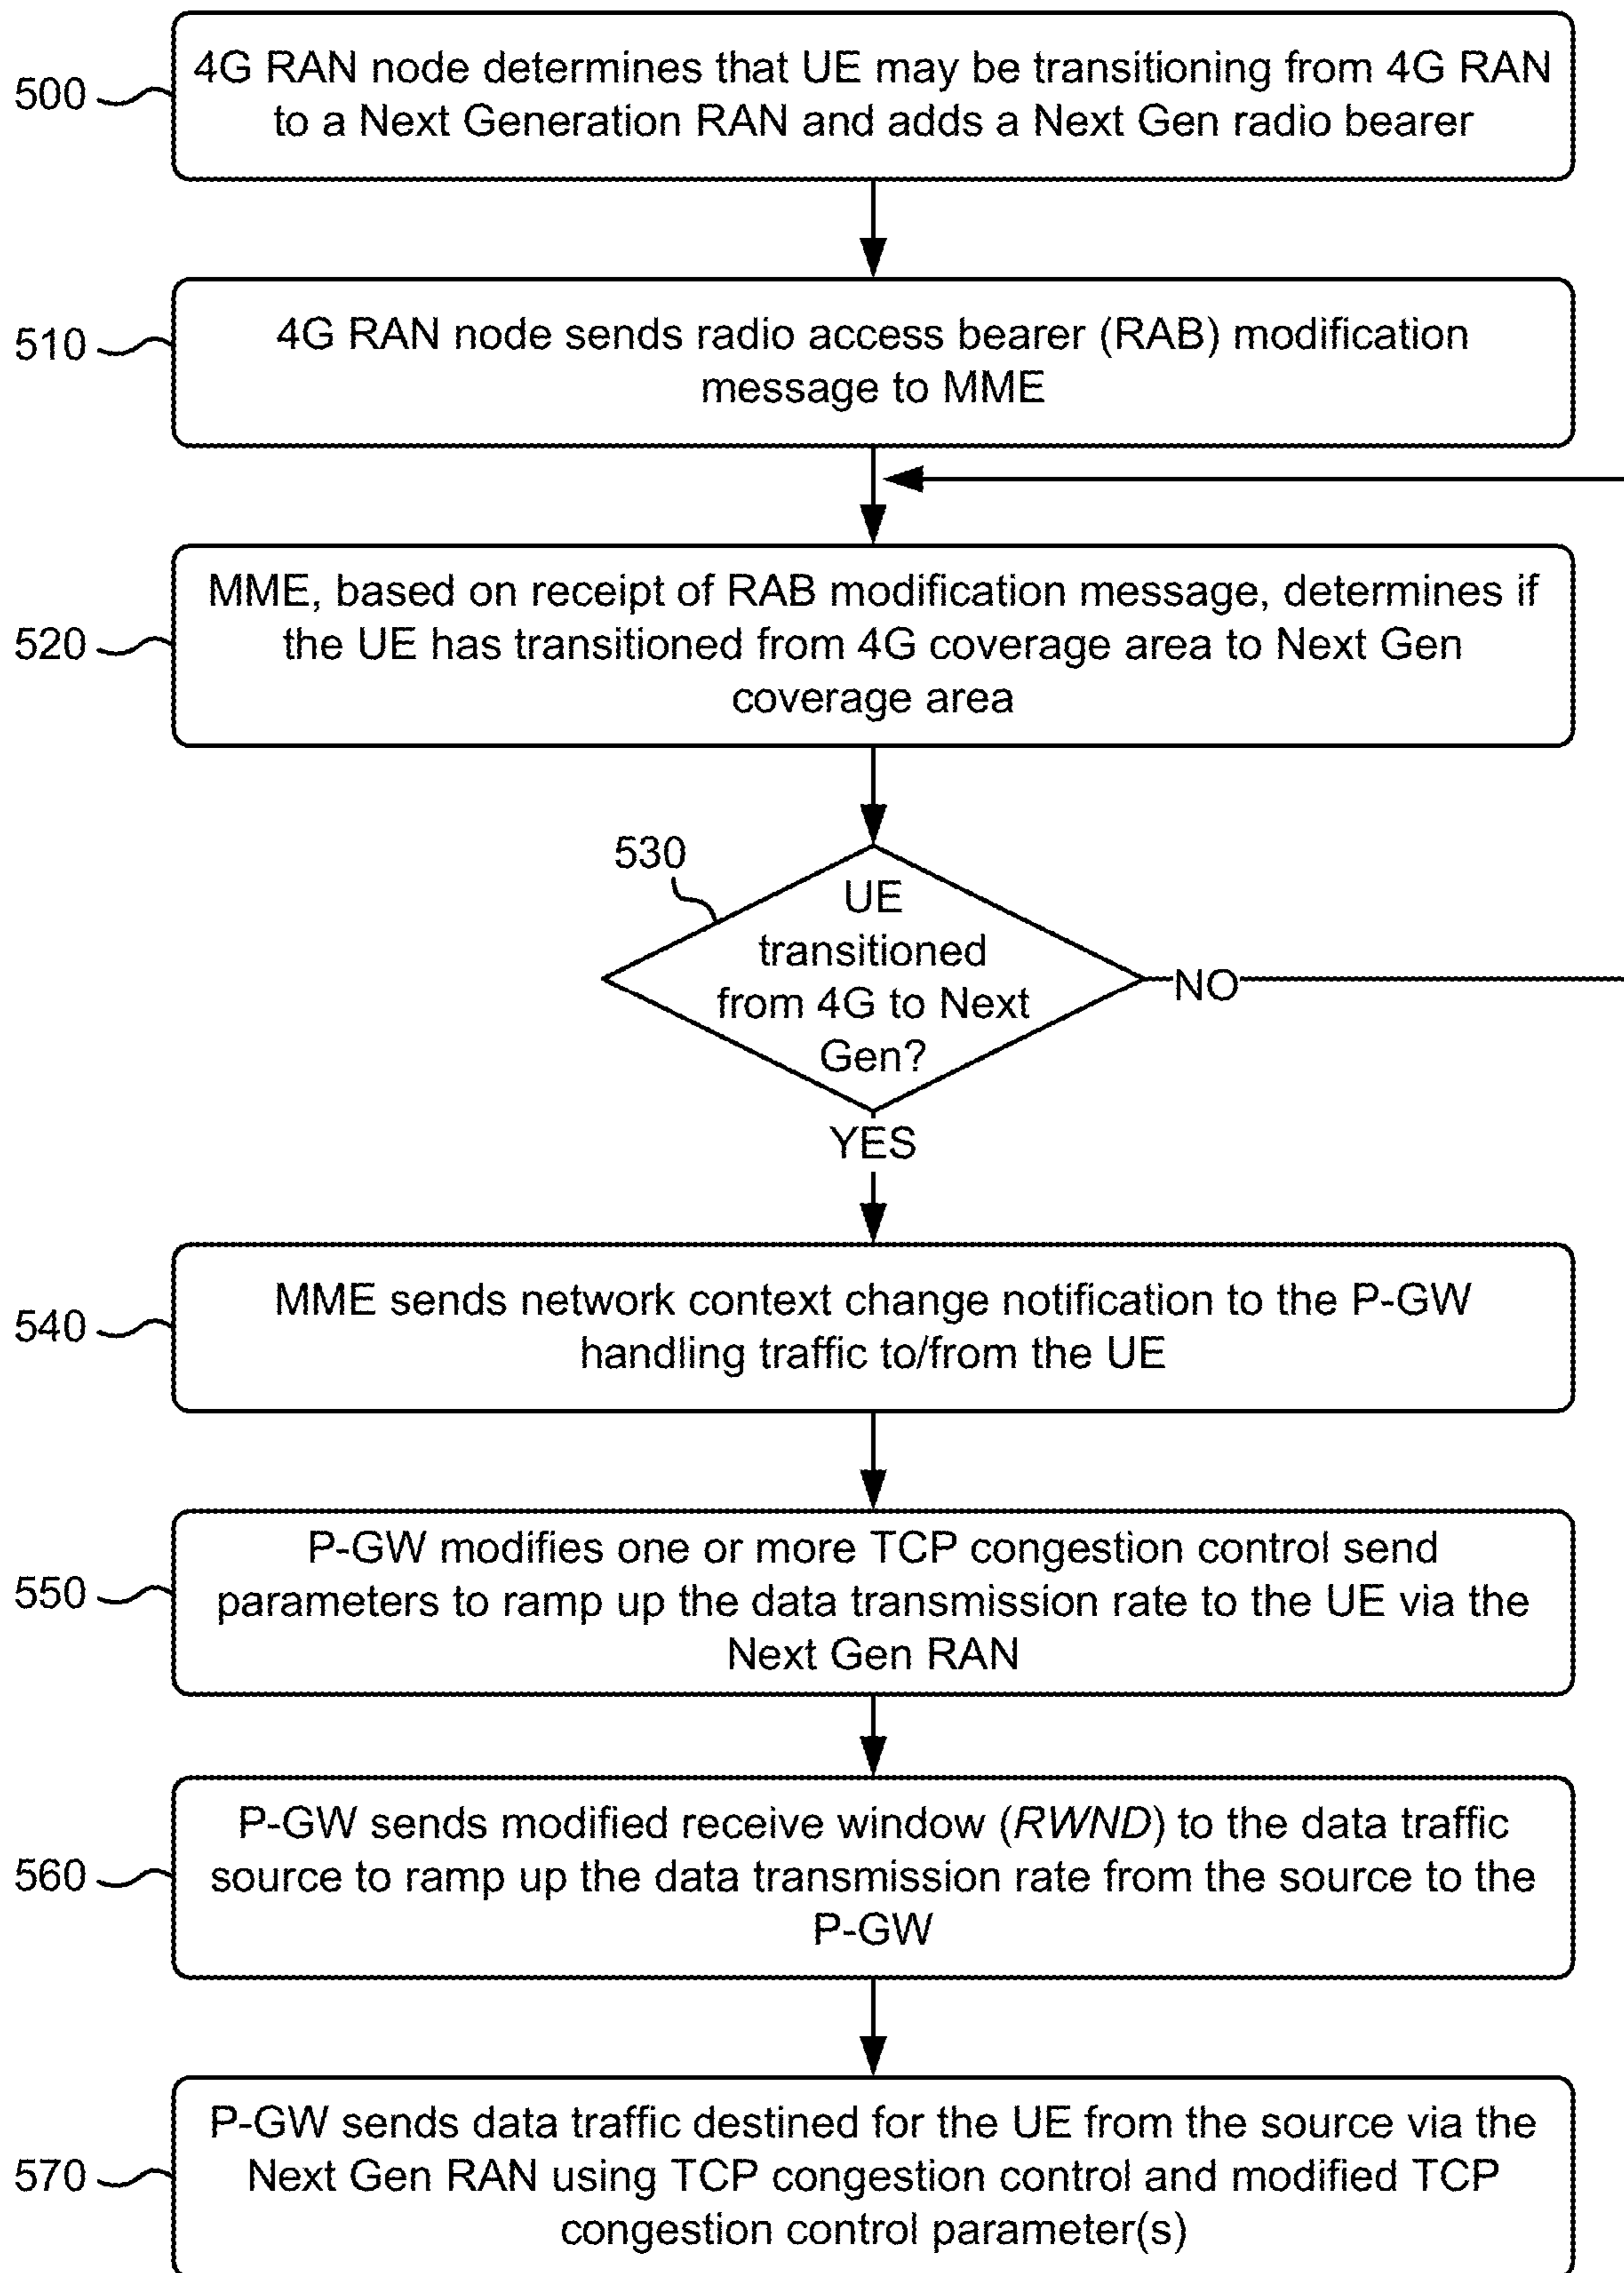 500
4G RAN node determines that UE may be transitioning from 4G RAN
to a Next Generation RAN and adds a Next Gen radio bearer
510
4G RAN node sends radio access bearer (RAB) modification
message to MME
520
MME, based on receipt of RAB modification message, determines if
the UE has transitioned from 4G coverage area to Next Gen
coverage area
530
UE
transitioned
from 4G to Next
Gen?
NO
YES
540
MME sends network context change notification to the P-GW
handling traffic to/from the UE
550
P-GW modifies one or more TCP congestion control send
parameters to ramp up the data transmission rate to the UE via the
Next Gen RAN
560
P-GW sends modified receive window (RWND) to the data traffic
source to ramp up the data transmission rate from the source to the
P-GW
570
P-GW sends data traffic destined for the UE from the source via the
Next Gen RAN using TCP congestion control and modified TCP
congestion control parameter(s)